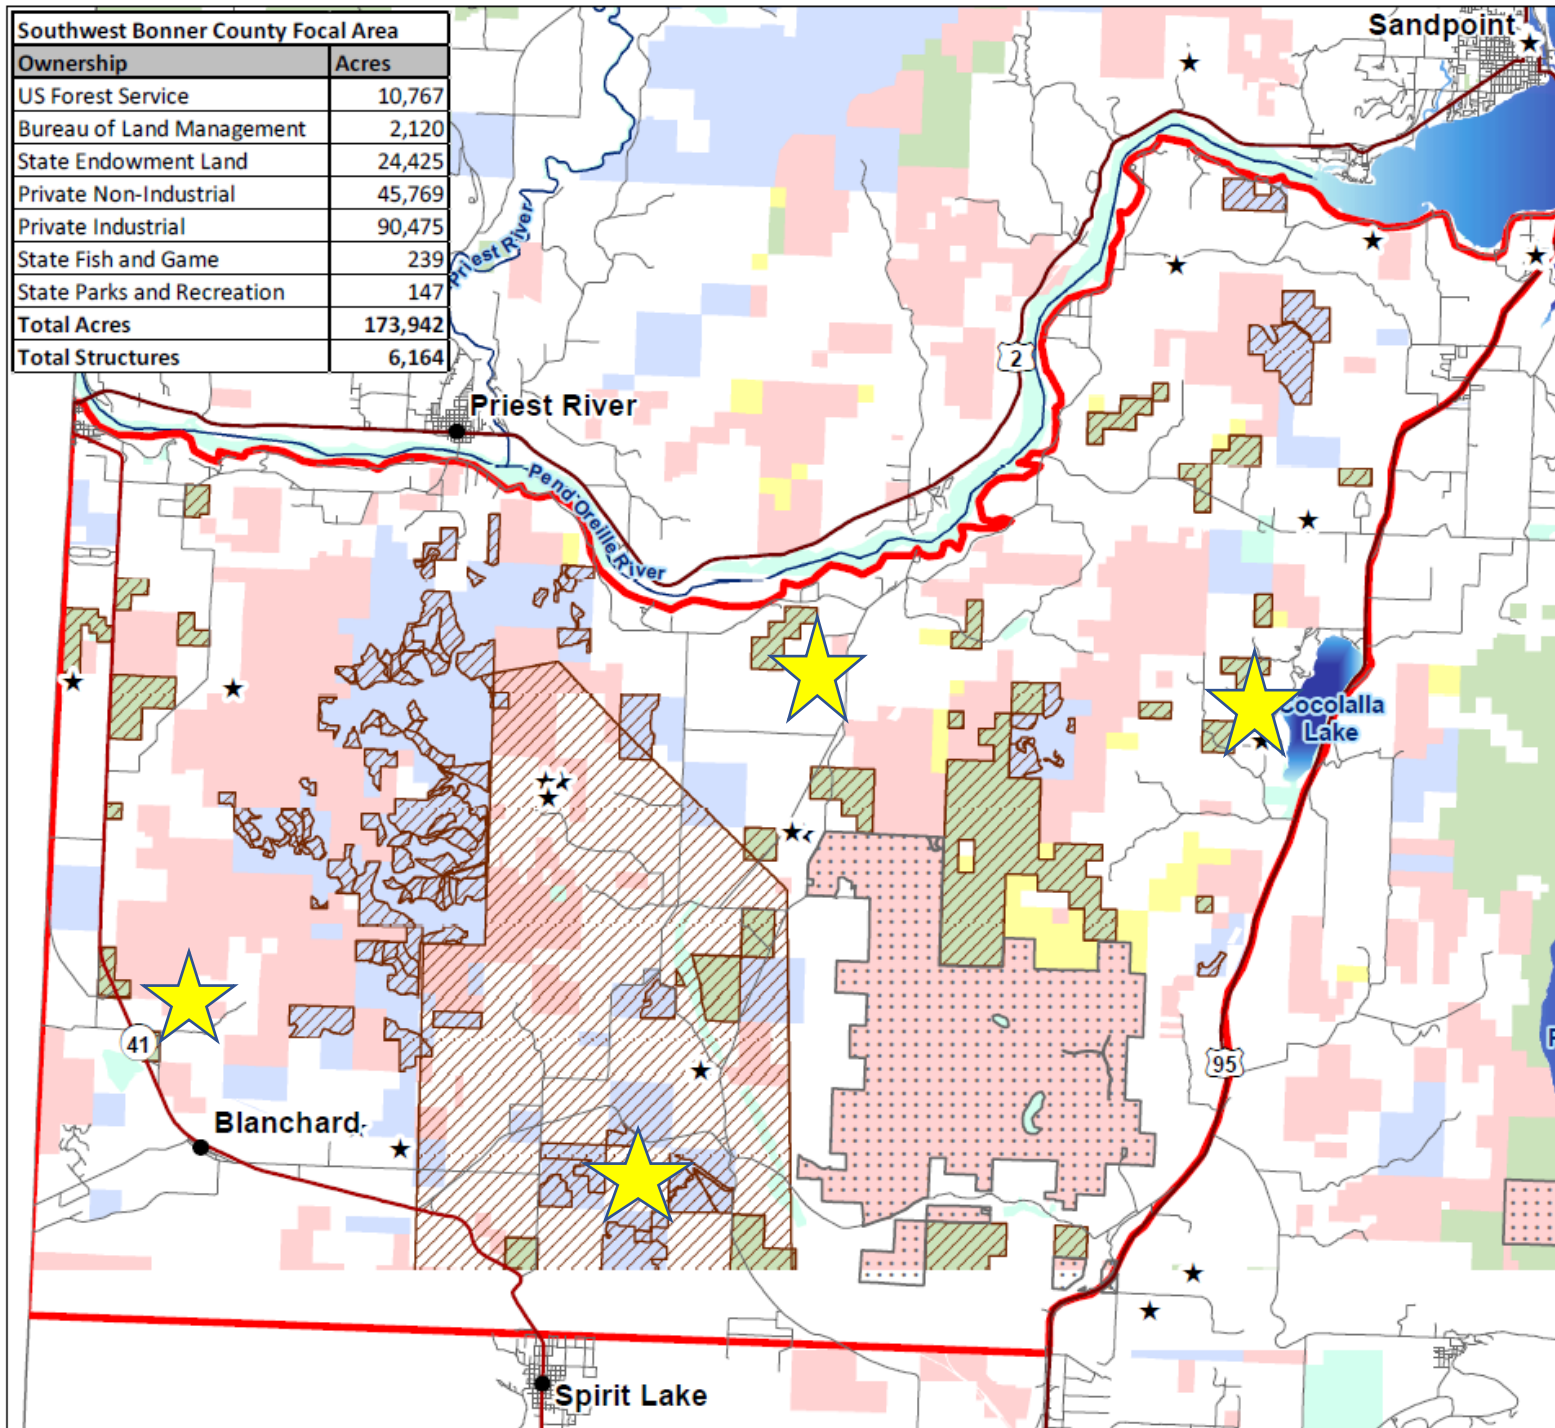 Southwest Bonner County Focal Area
Ownership Acres
US Forest Service 10,767
Bureau of Land Management 2,120
State Endowment Land 24,425
Private Non-Industrial 45,769
Private Industrial 90,475
State Fish and Game 239
State Parks and Recreation 147
Total Acres 173,942
Total Structures 6,164
Sandpoint
Priest River
2
Priest River
Pend Oreille River
Cocolalla
Lake
41
95
Blanchard
Spirit Lake